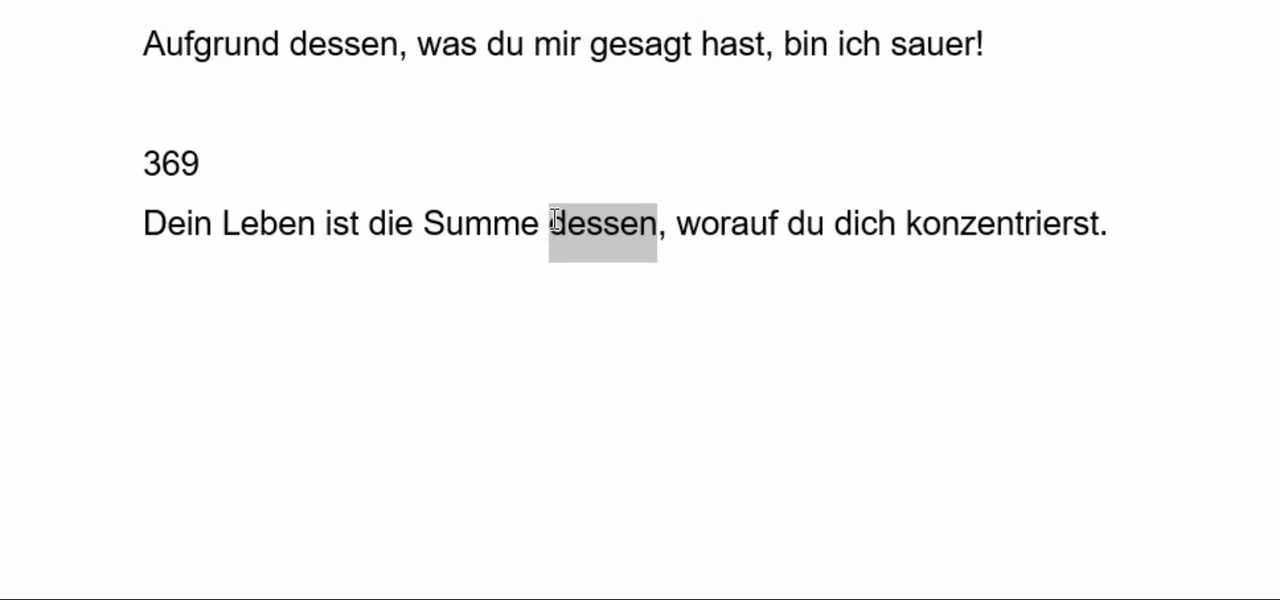 Aufgrund dessen, was du mir gesagt hast, bin ich sauer!
369
Dein Leben ist die Summe dessen, worauf du dich konzentrierst.